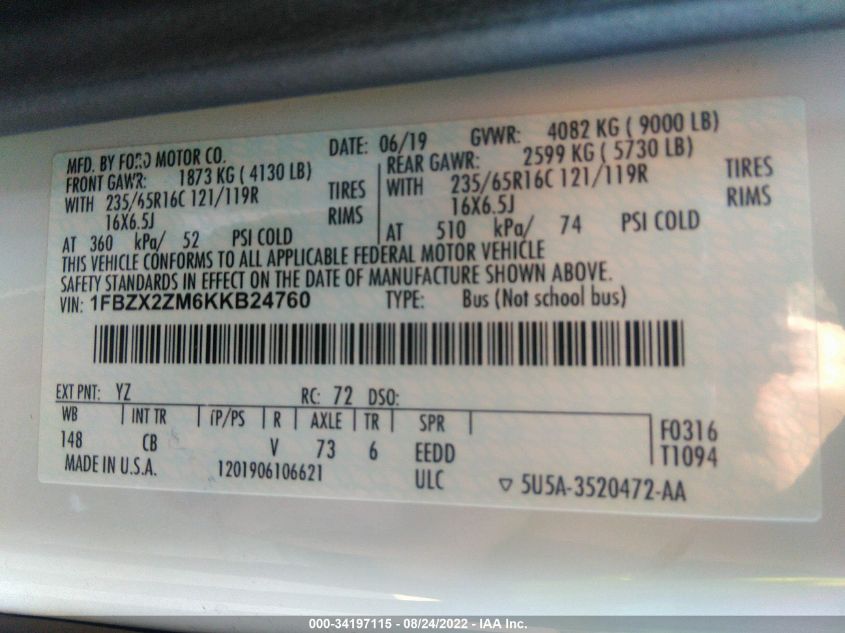 MFD. BY FORD MOTOR CO. DATE: 06/19 GVWR: 4082 KG ( 9000 LB)
FRONT GAWR: 1873 KG ( 4130 LB) REAR GAWR: 2599 KG ( 5730 LB)
WITH 235/65R16C 121/119R TIRES WITH 235/65R16C 121/119R TIRES
16X6.5J RIMS 16X6.5J RIMS
AT 360 kPa/ 52 PSI COLD AT 510 kPa/ 74 PSI COLD
THIS VEHICLE CONFORMS TO ALL APPLICABLE FEDERAL MOTOR VEHICLE
SAFETY STANDARDS IN EFFECT ON THE DATE OF MANUFACTURE SHOWN ABOVE.
VIN: 1FBZX2ZM6KKB24760 TYPE: Bus (Not school bus)
EXT PNT: YZ RC: 72 DSO:
WB INT TR IP/PS R AXLE TR SPR F0316
148 CB V 73 6 EEDD T1094
MADE IN U.S.A. 1201906106621 ULC ▽ 5U5A-3520472-AA
000-34197115 - 08/24/2022 - IAA Inc.